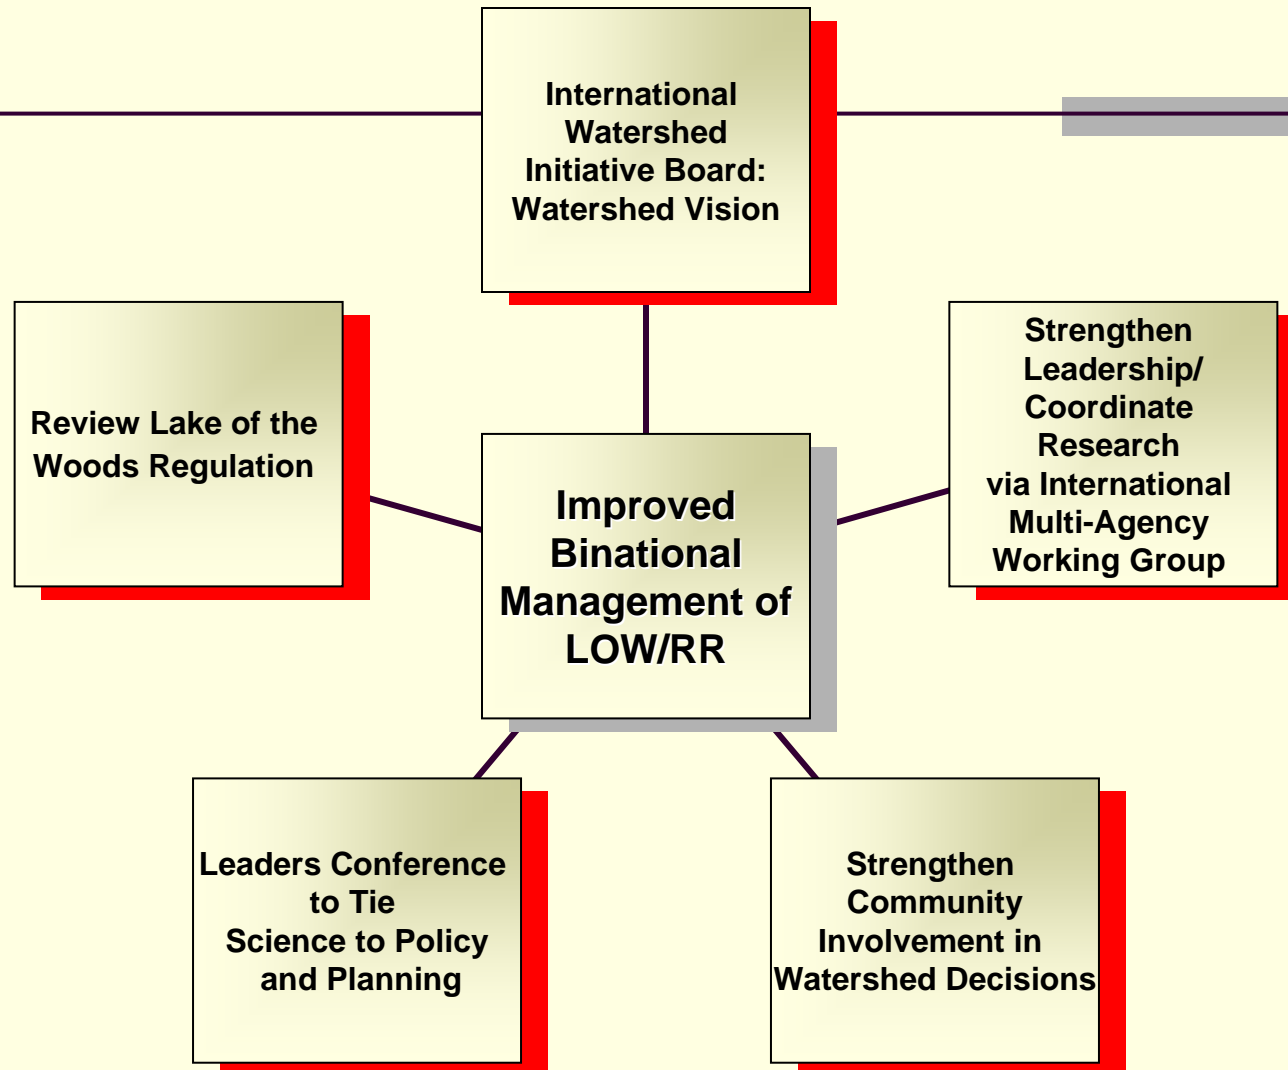 International
Watershed
Initiative Board:
Watershed Vision
Review Lake of the
Woods Regulation
Strengthen
Leadership/
Coordinate
Research
via International
Multi-Agency
Working Group
Improved
Binational
Management of
LOW/RR
Leaders Conference
to Tie
Science to Policy
and Planning
Strengthen
Community
Involvement in
Watershed Decisions